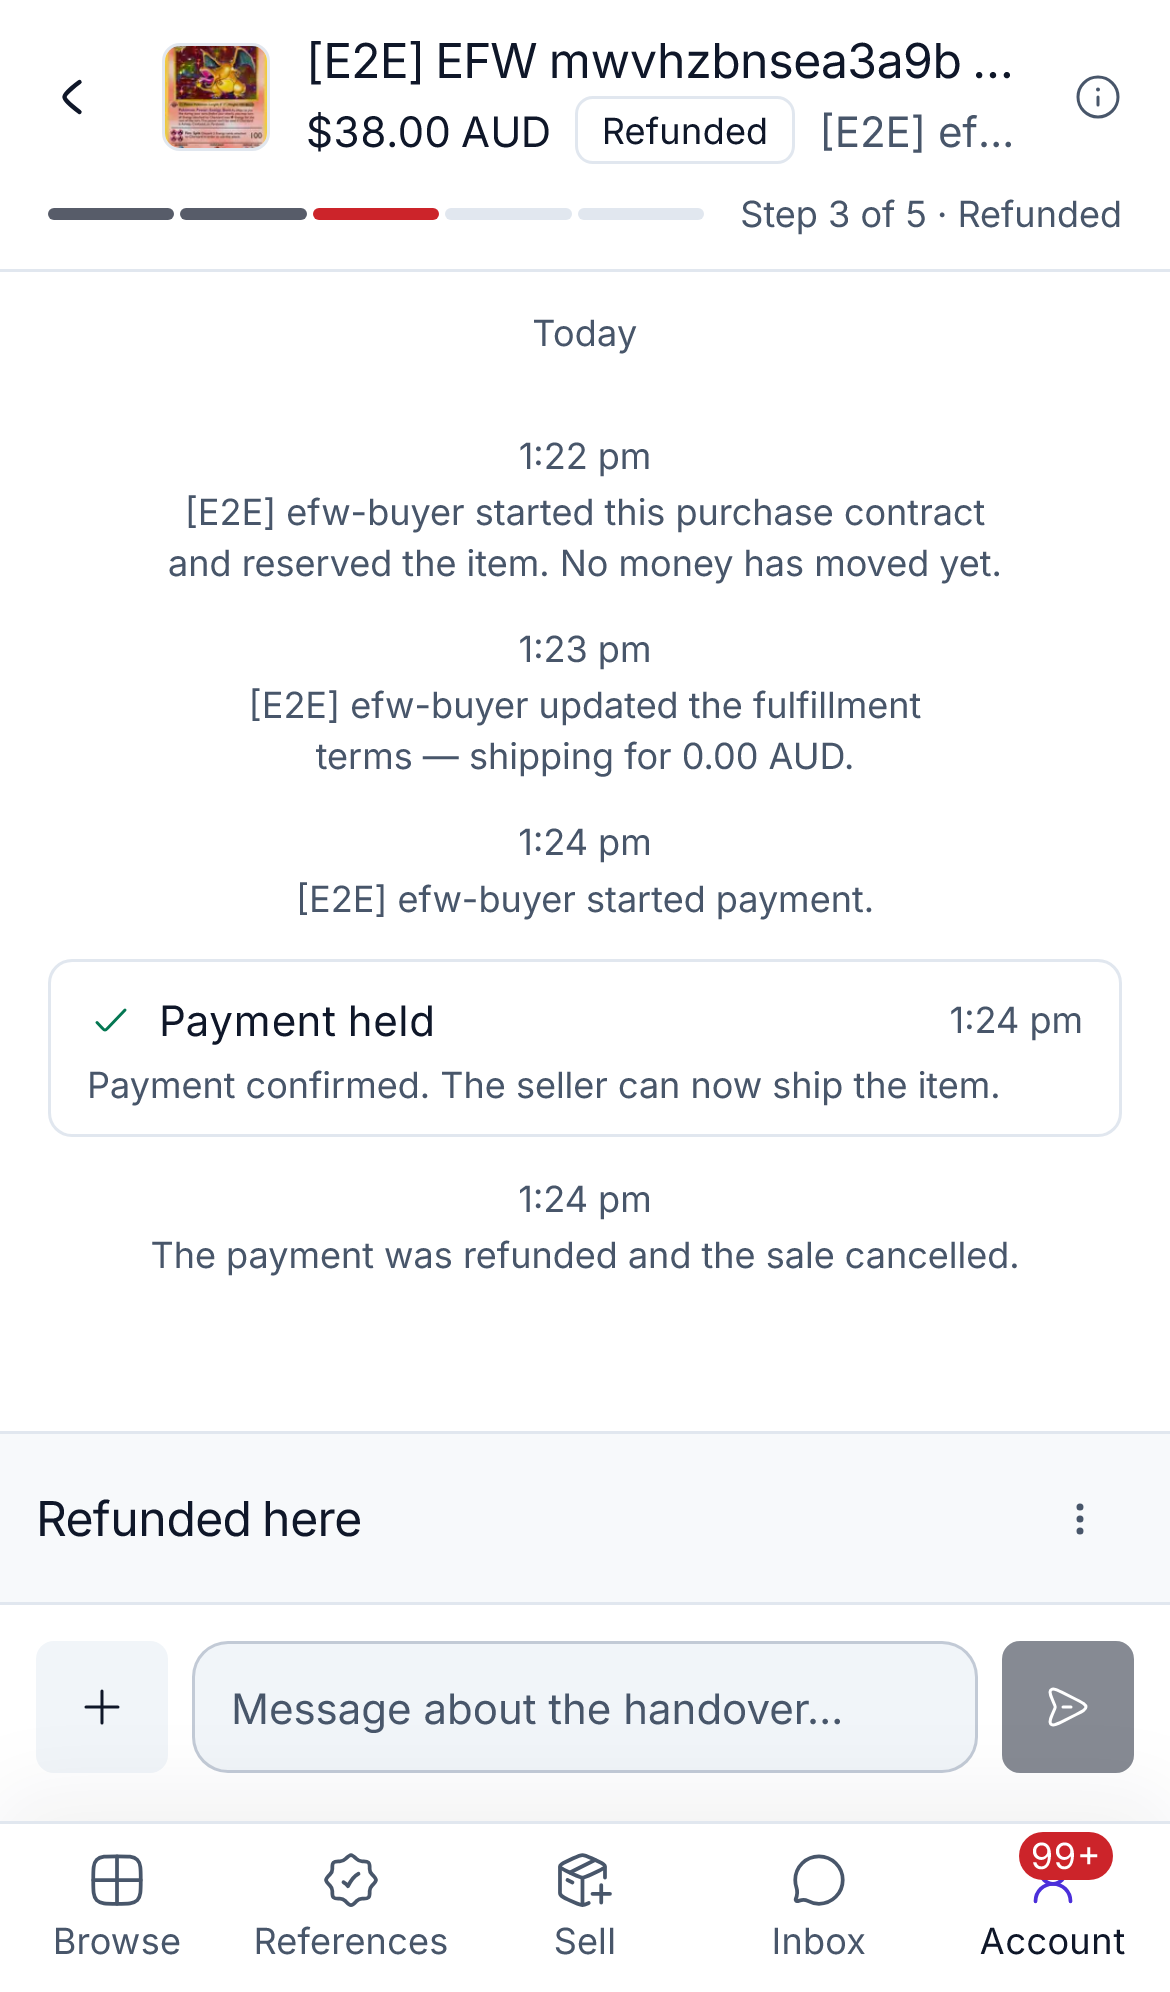 [E2E] EFW mwvhzbnsea3a9b ...
$38.00 AUD Refunded [E2E] ef...
Step 3 of 5 · Refunded
Today
1:22 pm
[E2E] efw-buyer started this purchase contract
and reserved the item. No money has moved yet.
1:23 pm
[E2E] efw-buyer updated the fulfillment
terms — shipping for 0.00 AUD.
1:24 pm
[E2E] efw-buyer started payment.
Payment held 1:24 pm
Payment confirmed. The seller can now ship the item.
1:24 pm
The payment was refunded and the sale cancelled.
Refunded here
Message about the handover...
99+
Browse References Sell Inbox Account